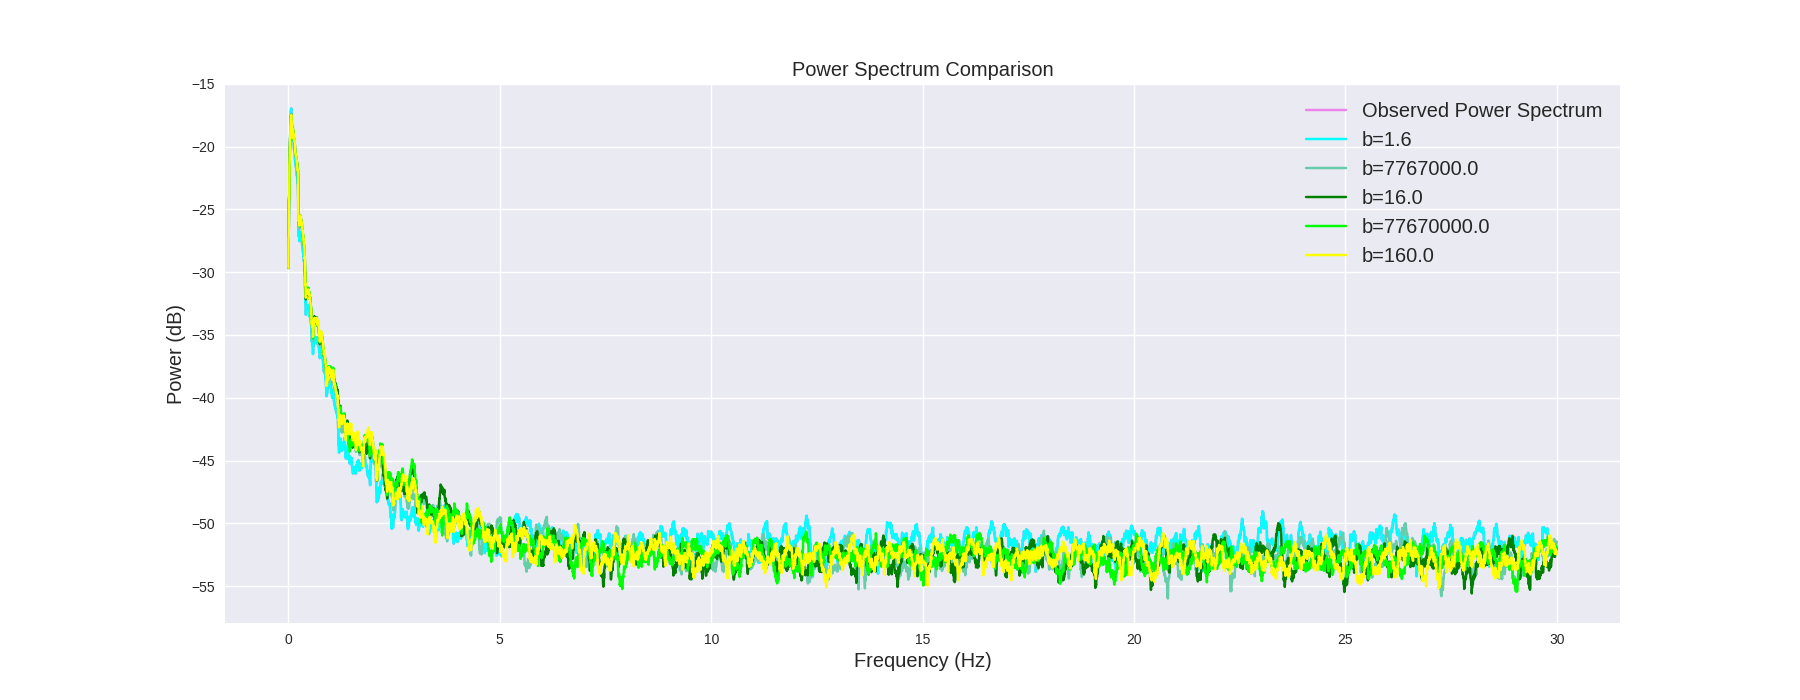 Power Spectrum Comparison
Observed Power Spectrum
b=1.6
b=7767000.0
b=16.0
b=77670000.0
b=160.0
Power (dB)
−15
−20
−25
−30
−35
−40
−45
−50
−55
0 5 10 15 20 25 30
Frequency (Hz)